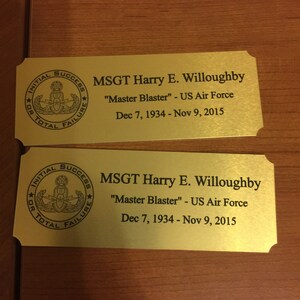 INITIAL SUCCESS
OR TOTAL FAILURE
MSGT Harry E. Willoughby
"Master Blaster" - US Air Force
Dec 7, 1934 - Nov 9, 2015
INITIAL SUCCESS
OR TOTAL FAILURE
MSGT Harry E. Willoughby
"Master Blaster" - US Air Force
Dec 7, 1934 - Nov 9, 2015